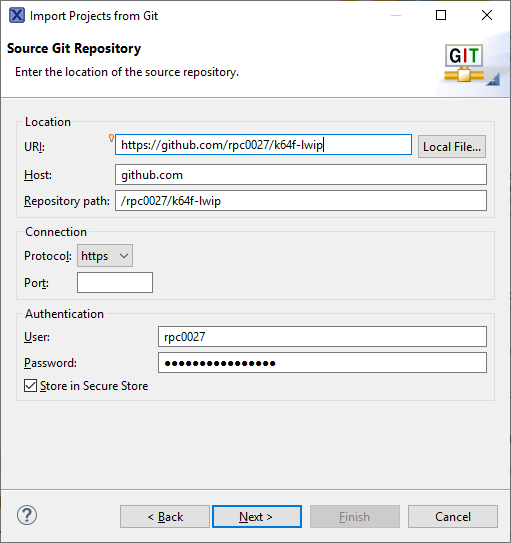 Import Projects from Git
Source Git Repository
Enter the location of the source repository.
GIT
Location
URI: https://github.com/rpc0027/k64f-lwip Local File...
Host: github.com
Repository path: /rpc0027/k64f-lwip
Connection
Protocol: https
Port:
Authentication
User: rpc0027
Password: ●●●●●●●●●●●●●●●●
Store in Secure Store
? < Back Next > Finish Cancel